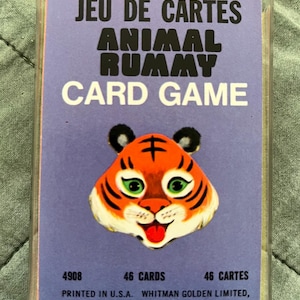 JEU DE CARTES
ANIMAL
RUMMY
CARD GAME
4908 46 CARDS 46 CARTES
PRINTED IN U.S.A. WHITMAN GOLDEN LIMITED,